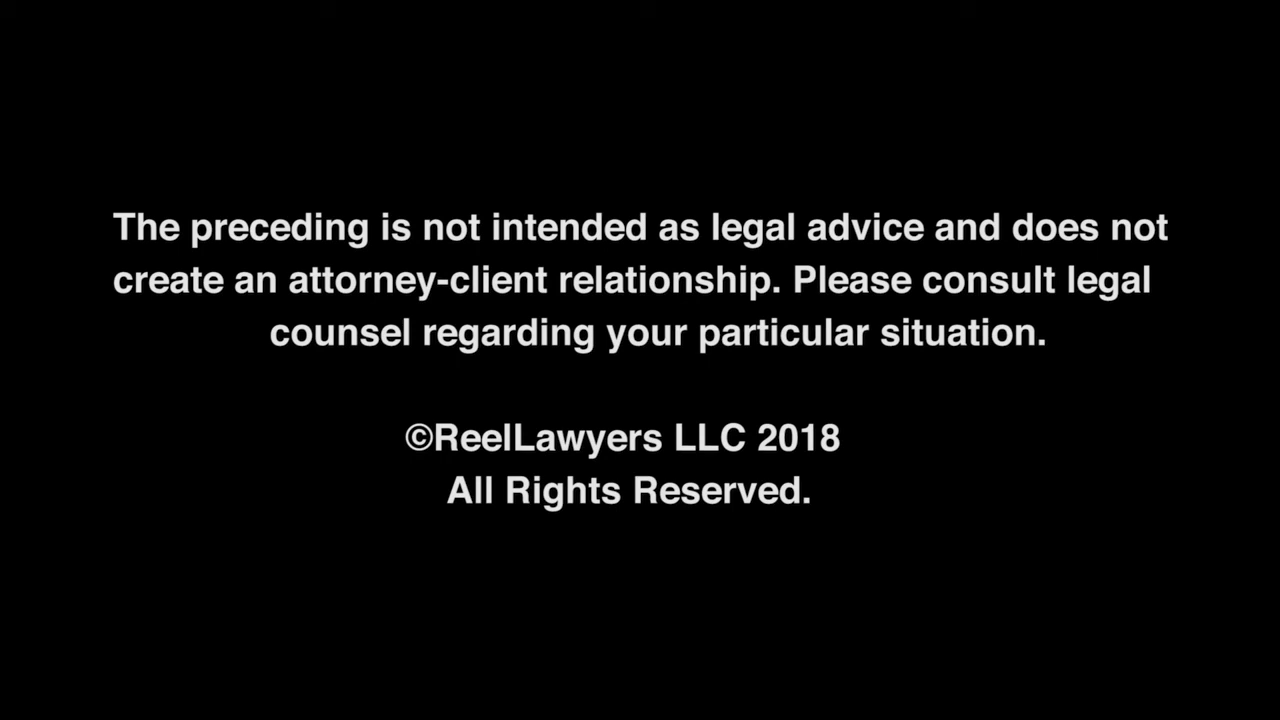 The preceding is not intended as legal advice and does not
create an attorney-client relationship. Please consult legal
counsel regarding your particular situation.
©ReelLawyers LLC 2018
All Rights Reserved.